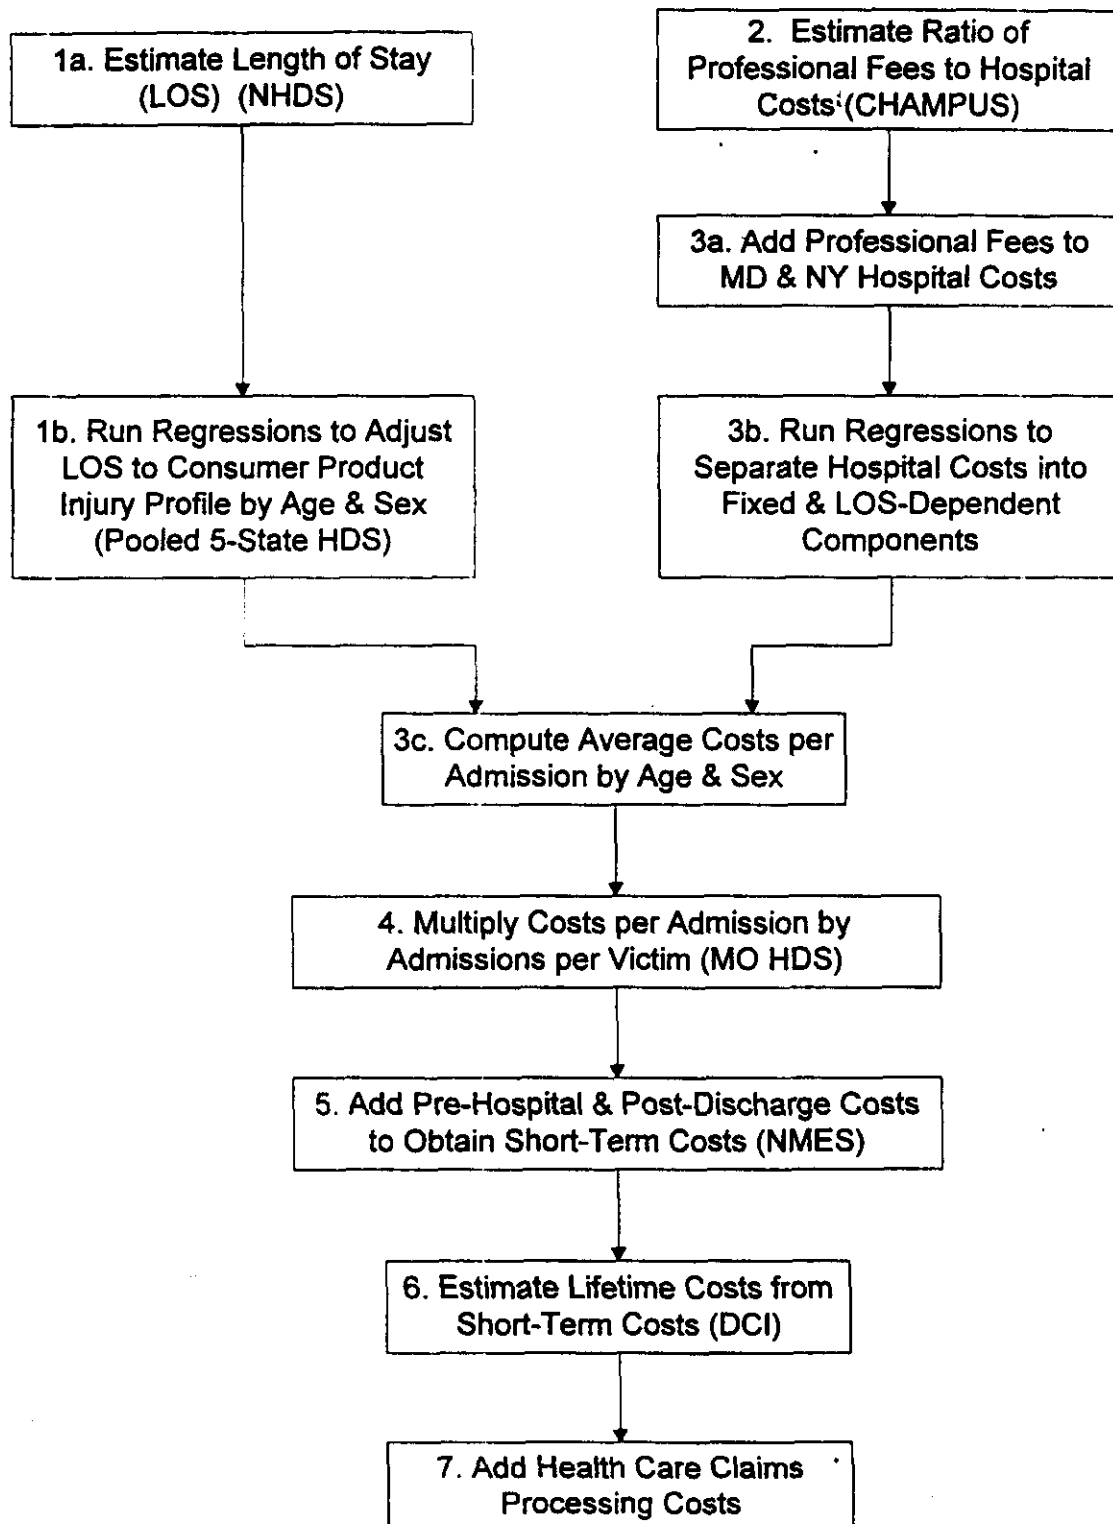 1a. Estimate Length of Stay
(LOS) (NHDS)
2. Estimate Ratio of
Professional Fees to Hospital
Costs (CHAMPUS)
3a. Add Professional Fees to
MD & NY Hospital Costs
1b. Run Regressions to Adjust
LOS to Consumer Product
Injury Profile by Age & Sex
(Pooled 5-State HDS)
3b. Run Regressions to
Separate Hospital Costs into
Fixed & LOS-Dependent
Components
3c. Compute Average Costs per
Admission by Age & Sex
4. Multiply Costs per Admission by
Admissions per Victim (MO HDS)
5. Add Pre-Hospital & Post-Discharge Costs
to Obtain Short-Term Costs (NMES)
6. Estimate Lifetime Costs from
Short-Term Costs (DCI)
7. Add Health Care Claims
Processing Costs